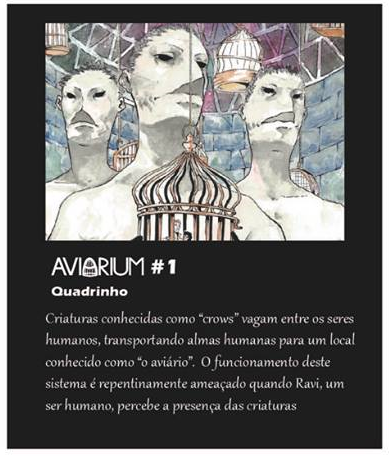 AVIARIUM #1
Quadrinho
Criaturas conhecidas como “crows” vagam entre os seres
humanos, transportando almas humanas para um local
conhecido como “o aviário”. O funcionamento deste
sistema é repentinamente ameaçado quando Ravi, um
ser humano, percebe a presença das criaturas